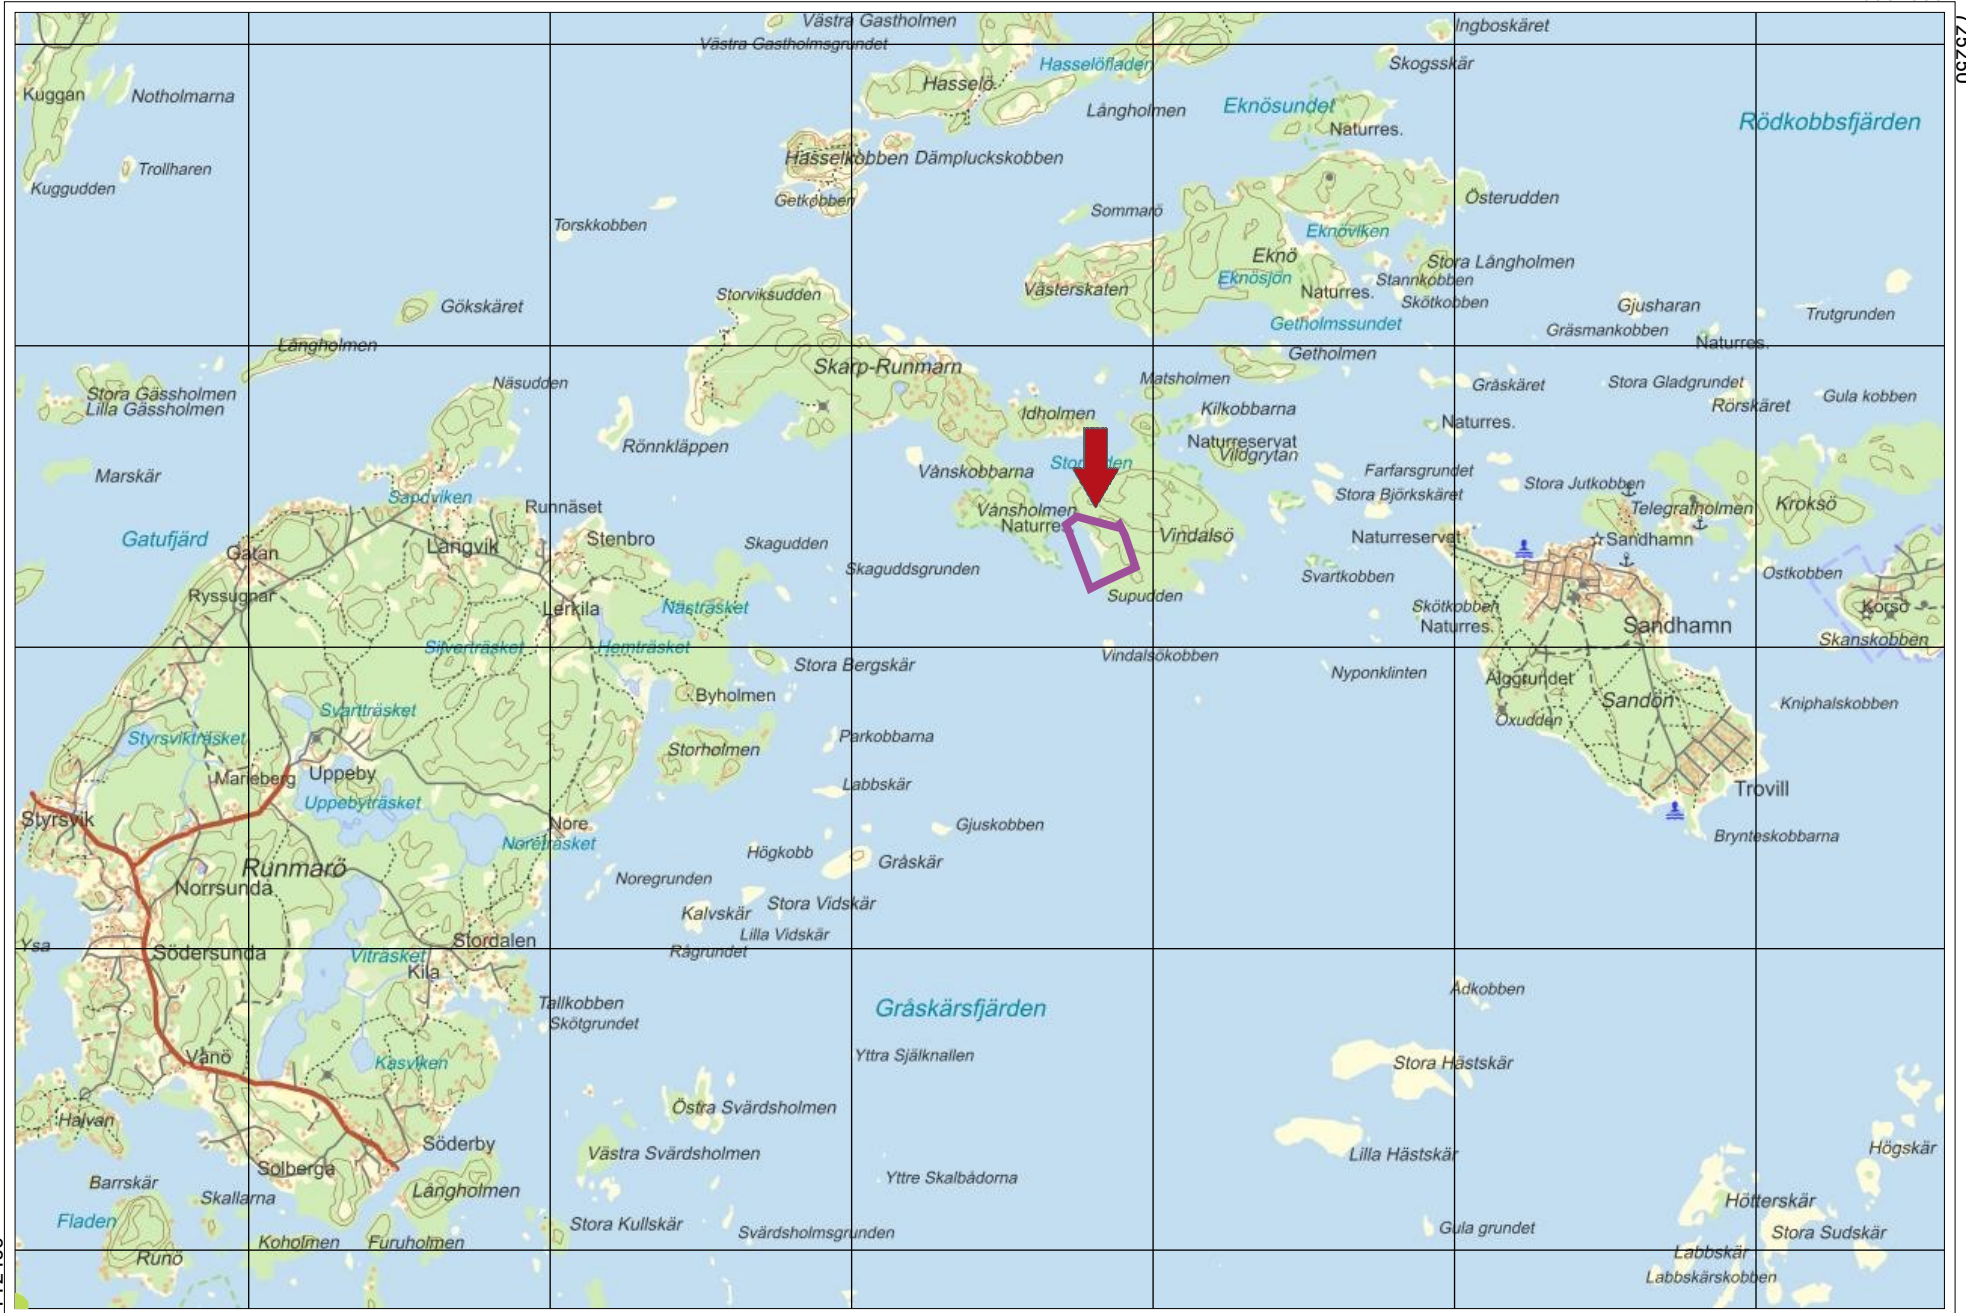 Västra Gastholmen
Ingboskäret
Västra Gastholmsgrundet
Hasselöfladen
Skogsskär
Kuggan
Notholmarna
Hasselö
Långholmen
Eknösundet
Naturres.
Rödkobbsfjärden
Trollharen
Kuggudden
Hasselkobben
Dämpluckskobben
Getkobben
Torskkobben
Sommarö
Österudden
Eknöviken
Eknö
Eknösjön
Naturres.
Stora Långholmen
Stannkobben
Skötkobben
Västerskaten
Storviksudden
Gökskäret
Gjusharan
Trutgrunden
Getholmssundet
Gräsmankobben
Naturres.
Långholmen
Getholmen
Skarp-Runmarn
Stora Gässholmen
Lilla Gässholmen
Näsudden
Matsholmen
Gråskäret
Stora Gladgrundet
Rörskäret
Gula kobben
Idholmen
Kilkobbarna
Naturres.
Rönnkläppen
Naturreservat
Vildgrytan
Marskär
Vånskobbarna
Farfarsgrundet
Stora Björkskäret
Stora Jutkobben
Sandviken
Runnäset
Vånsholmen
Telegrafholmen
Kroksö
Gatufjärd
Gatan
Långvik
Stenbro
Skagudden
Vindalsö
Naturreservat
Sandhamn
Skaguddsgrunden
Svartkobben
Ostkobben
Ryssugnar
Lerkila
Nästräsket
Supudden
Skötkobben
Naturres.
Korsö
Sandhamn
Silverträsket
Hemträsket
Skanskobben
Stora Bergskär
Vindalsökobben
Nyponklinten
Älggrundet
Byholmen
Sandön
Kniphalskobben
Svartträsket
Oxudden
Styrsvikträsket
Storholmen
Parkobbarna
Marieberg
Uppeby
Labbskär
Trovill
Uppebyträsket
Styrsvik
Nore
Noreträsket
Gjuskobben
Brynteskobbarna
Högkobb
Gråskär
Runmarö
Norrsunda
Noregrunden
Stora Vidskär
Kalvskär
Lilla Vidskär
Ysa
Södersunda
Stordalen
Vitträsket
Kila
Rågrundet
Tallkobben
Skötgrundet
Gråskärsfjärden
Adkobben
Vånö
Kasviken
Yttra Själknallen
Stora Hästskär
Halvan
Östra Svärdsholmen
Söderby
Västra Svärdsholmen
Lilla Hästskär
Högskär
Solberga
Barrskär
Skallarna
Långholmen
Yttre Skalbådorna
Hötterskär
Fladen
Stora Kullskär
Svärdsholmsgrunden
Gula grundet
Stora Sudskär
Runö
Koholmen
Furuholmen
Labbskär
Labbskärskobben